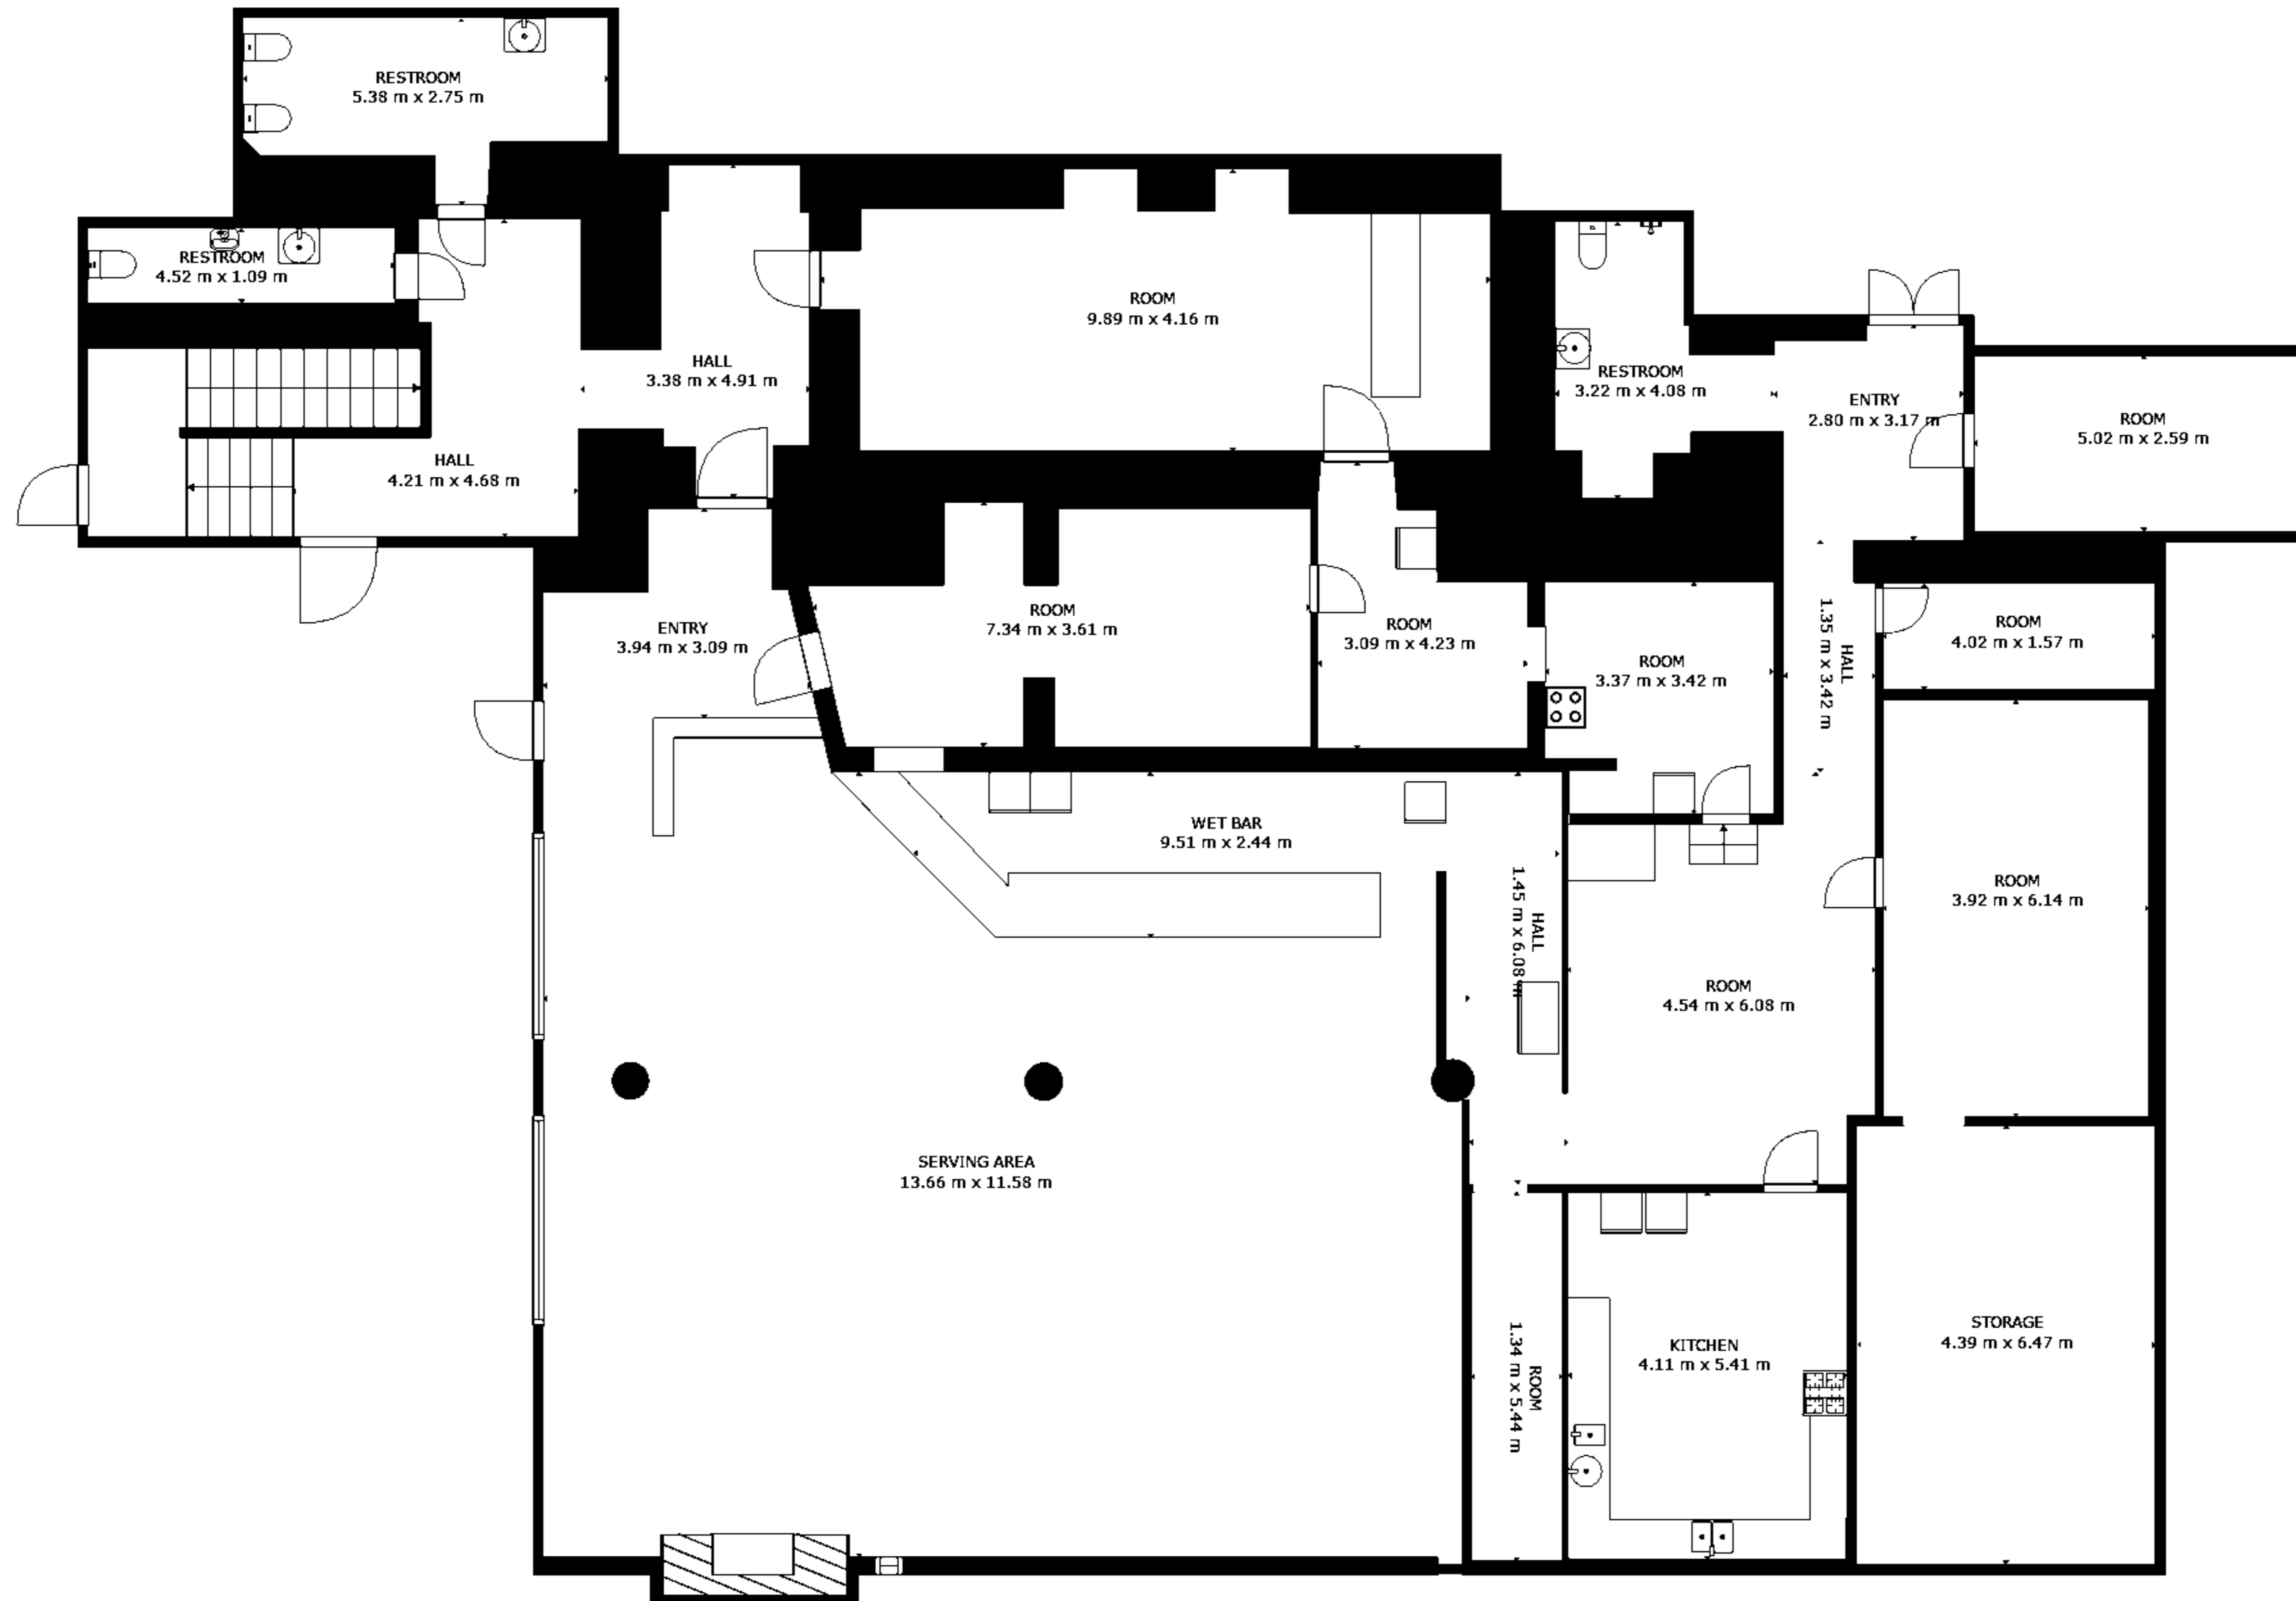 RESTROOM
5.38 m x 2.75 m
RESTROOM
4.52 m x 1.09 m
ROOM
9.89 m x 4.16 m
HALL
3.38 m x 4.91 m
RESTROOM
3.22 m x 4.08 m
ENTRY
2.80 m x 3.17 m
ROOM
5.02 m x 2.59 m
HALL
4.21 m x 4.68 m
ENTRY
3.94 m x 3.09 m
ROOM
7.34 m x 3.61 m
ROOM
3.09 m x 4.23 m
ROOM
3.37 m x 3.42 m
HALL
1.35 m x 3.42 m
ROOM
4.02 m x 1.57 m
WET BAR
9.51 m x 2.44 m
HALL
1.45 m x 6.08 m
ROOM
3.92 m x 6.14 m
ROOM
4.54 m x 6.08 m
SERVING AREA
13.66 m x 11.58 m
ROOM
1.34 m x 5.44 m
KITCHEN
4.11 m x 5.41 m
STORAGE
4.39 m x 6.47 m